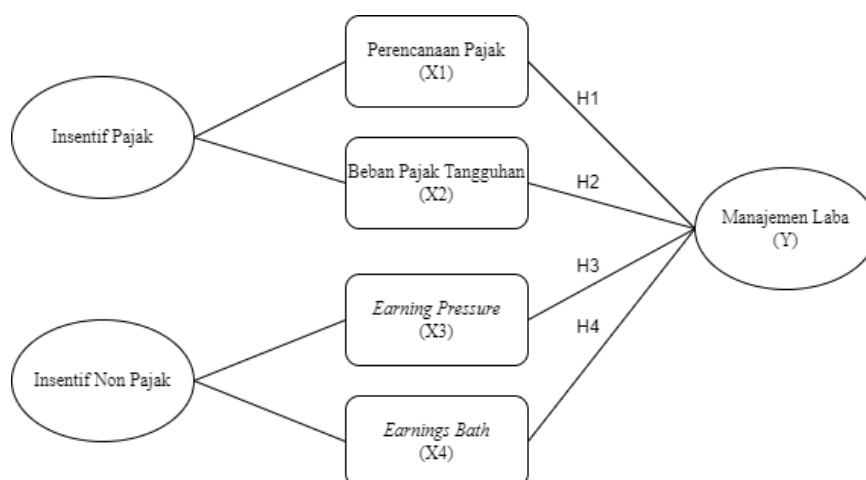 Perencanaan Pajak
(X1)
H1
Insentif Pajak
Beban Pajak Tangguhan
(X2)
H2
Manajemen Laba
(Y)
H3
Earning Pressure
(X3)
H4
Insentif Non Pajak
Earnings Bath
(X4)